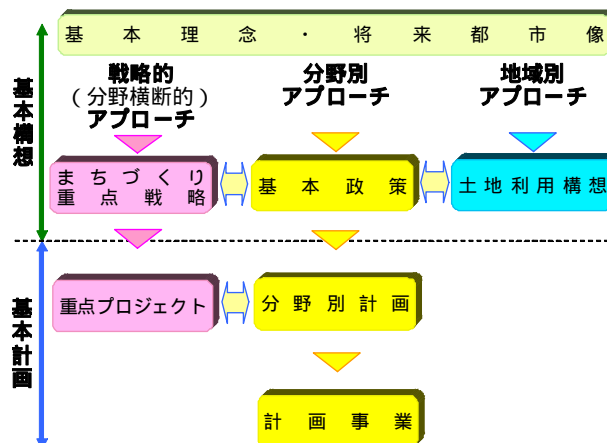 基本理念・将来都市像
戦略的
（分野横断的）
アプローチ
分野別
アプローチ
地域別
アプローチ
基本構想
まちづくり
重点戦略
基本政策
土地利用構想
基本計画
重点プロジェクト
分野別計画
計画事業